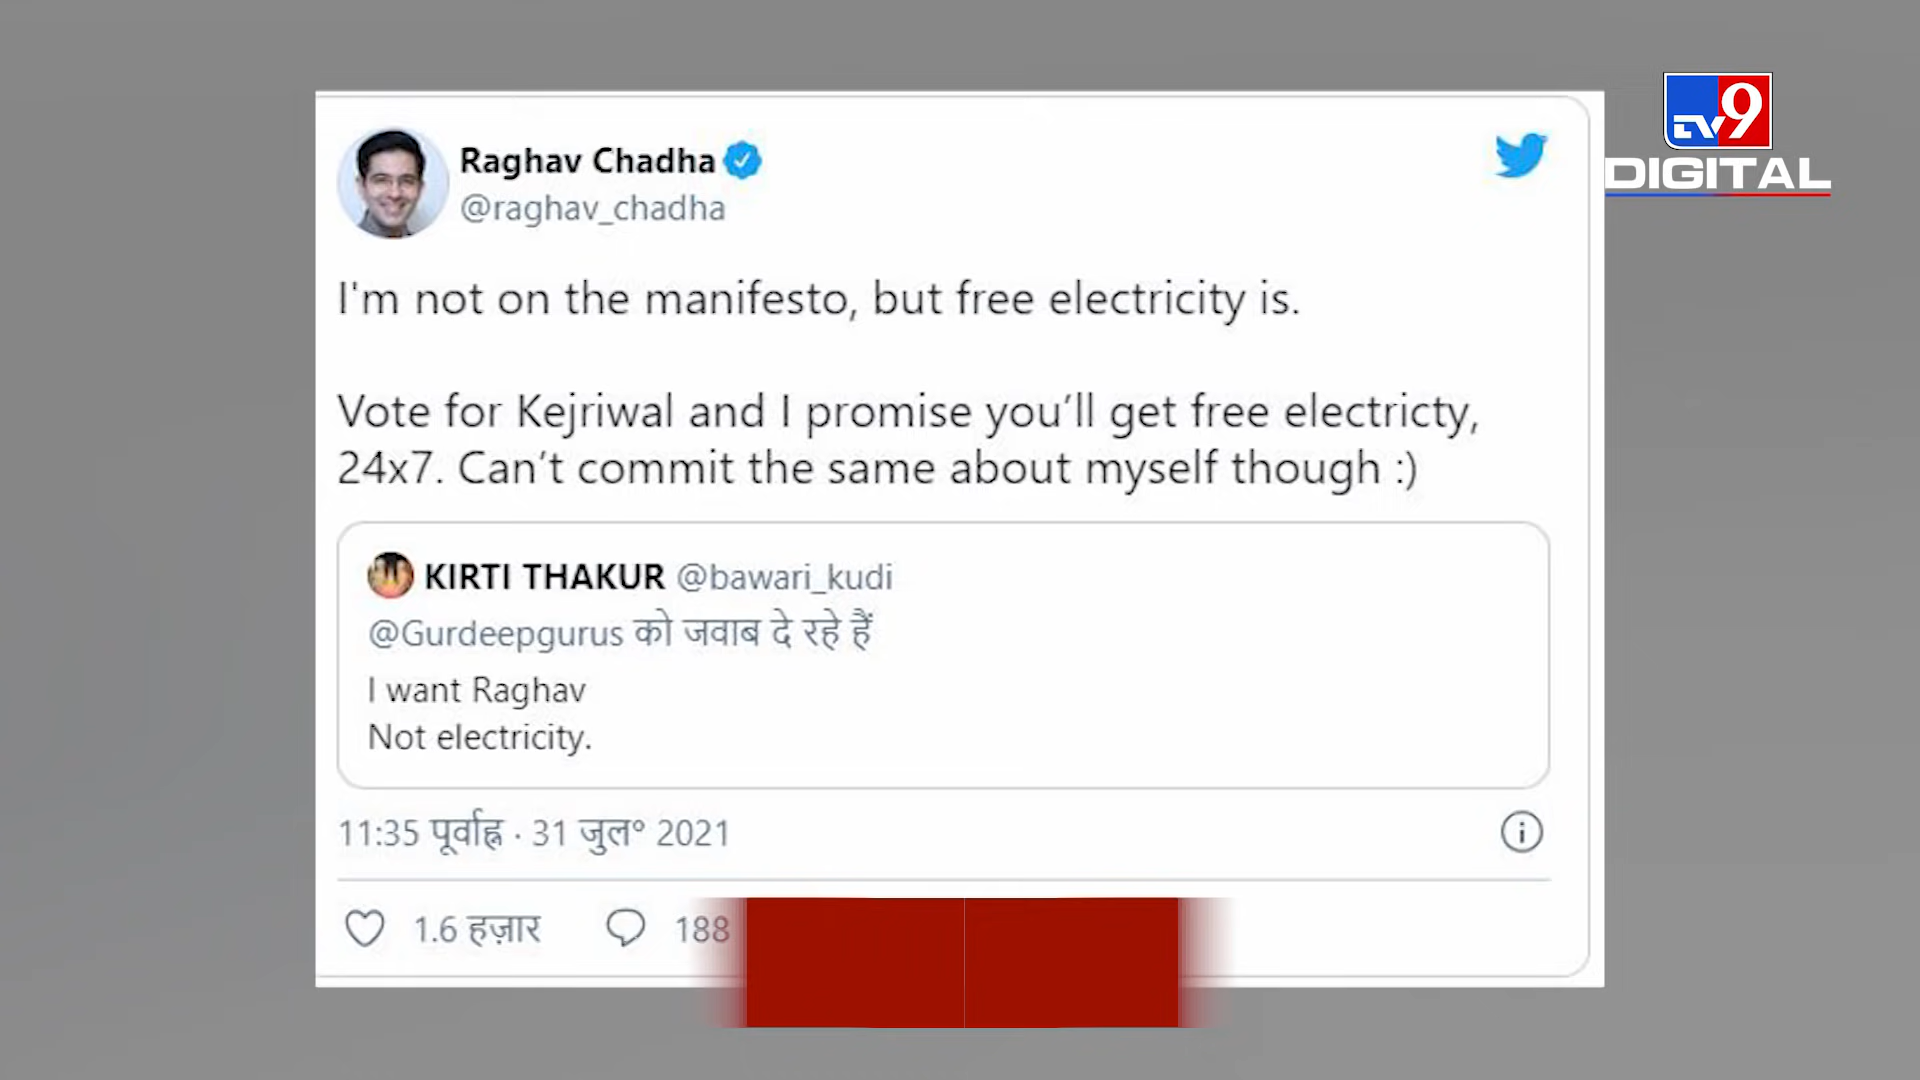 TV9
DIGITAL
Raghav Chadha
@raghav_chadha
I'm not on the manifesto, but free electricity is.
Vote for Kejriwal and I promise you’ll get free electricty,
24x7. Can’t commit the same about myself though :)
KIRTI THAKUR @bawari_kudi
@Gurdeepgurus को जवाब दे रहे हैं
I want Raghav
Not electricity.
11:35 पूर्वाह्न · 31 जुल॰ 2021
1.6 हज़ार 188